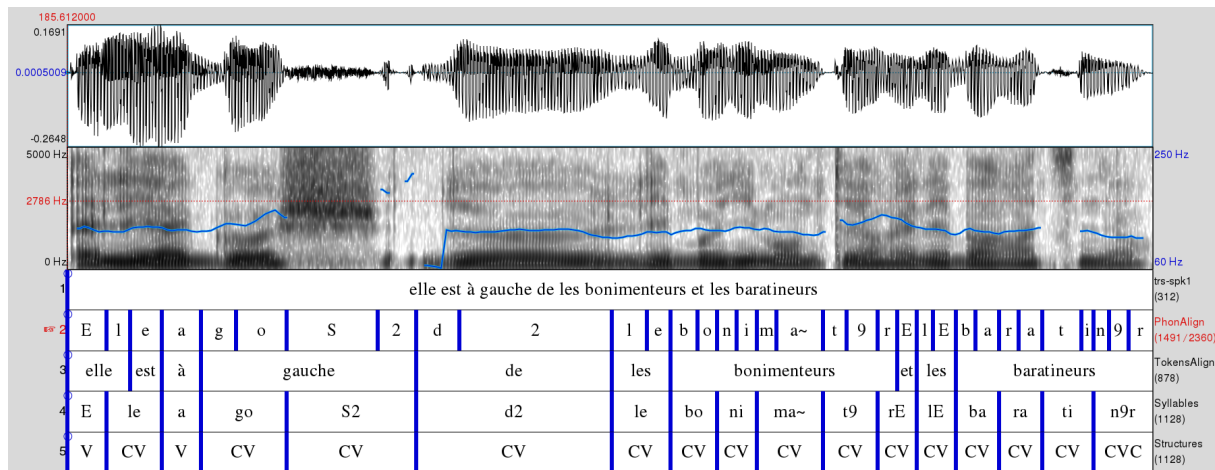 185.612000
0.1691
0.0005009
-0.2648
5000 Hz 250 Hz
2786 Hz
0 Hz 60 Hz
1 elle est à gauche de les bonimenteurs et les baratineurs trs-spk1 (312)
2 E l e a g o S 2 d 2 l e b o n i m a~ t 9 r E l E b a r a t i n 9 r PhonAlign (1491/2360)
3 elle est à gauche de les bonimenteurs et les baratineurs TokensAlign (878)
4 E le a go S2 d2 le bo ni ma~ t9 rE lE ba ra ti n9r Syllables (1128)
5 V CV V CV CV CV CV CV CV CV CV CV CV CV CV CV CVC Structures (1128)